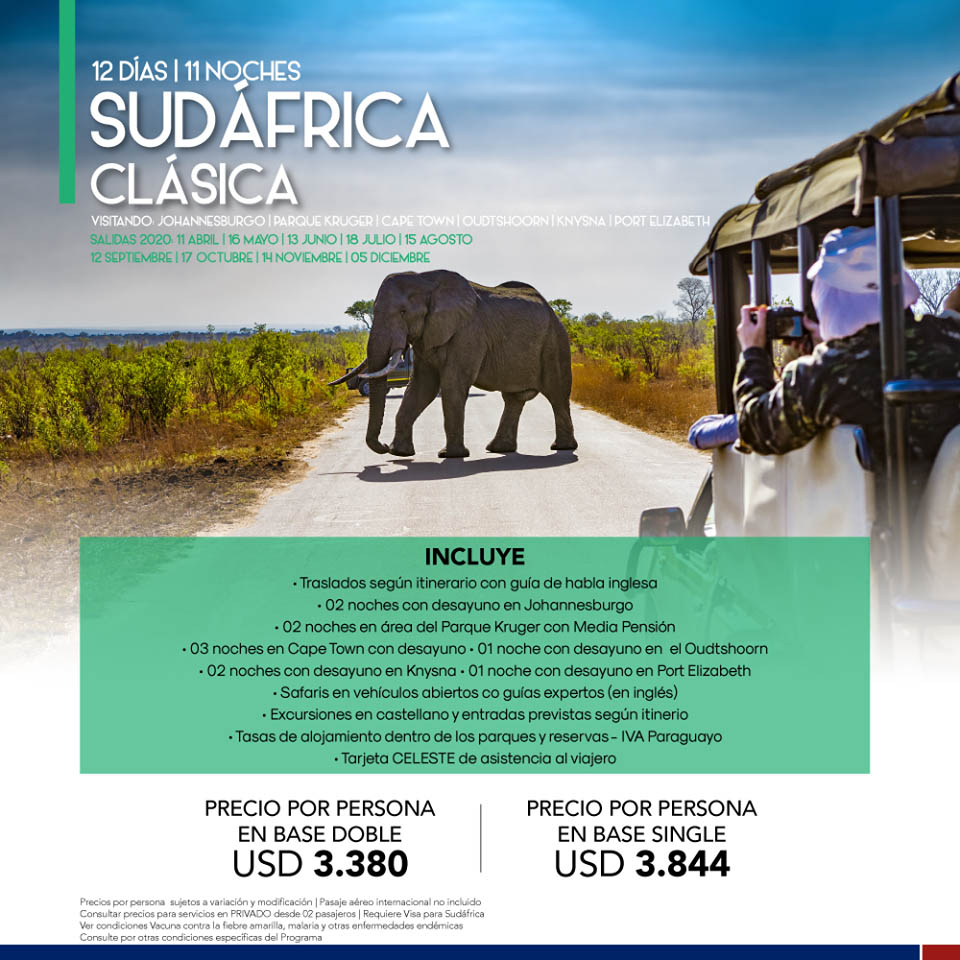 12 DÍAS | 11 NOCHES
SUDÁFRICA
CLÁSICA
VISITANDO: JOHANNESBURGO | PARQUE KRUGER | CAPE TOWN | OUDTSHOORN | KNYSNA | PORT ELIZABETH
SALIDAS 2020: 11 ABRIL | 16 MAYO | 13 JUNIO | 18 JULIO | 15 AGOSTO
12 SEPTIEMBRE | 17 OCTUBRE | 14 NOVIEMBRE | 05 DICIEMBRE
INCLUYE
• Traslados según itinerario con guía de habla inglesa
• 02 noches con desayuno en Johannesburgo
• 02 noches en área del Parque Kruger con Media Pensión
• 03 noches en Cape Town con desayuno • 01 noche con desayuno en el Oudtshoorn
• 02 noches con desayuno en Knysna • 01 noche con desayuno en Port Elizabeth
• Safaris en vehículos abiertos co guías expertos (en inglés)
• Excursiones en castellano y entradas previstas según itinerio
• Tasas de alojamiento dentro de los parques y reservas - IVA Paraguayo
• Tarjeta CELESTE de asistencia al viajero
PRECIO POR PERSONA
EN BASE DOBLE
USD 3.380
PRECIO POR PERSONA
EN BASE SINGLE
USD 3.844
Precios por persona sujetos a variación y modificación | Pasaje aéreo internacional no incluido
Consultar precios para servicios en PRIVADO desde 02 pasajeros | Requiere Visa para Sudáfrica
Ver condiciones Vacuna contra la fiebre amarilla, malaria y otras enfermedades endémicas
Consulte por otras condiciones específicas del Programa